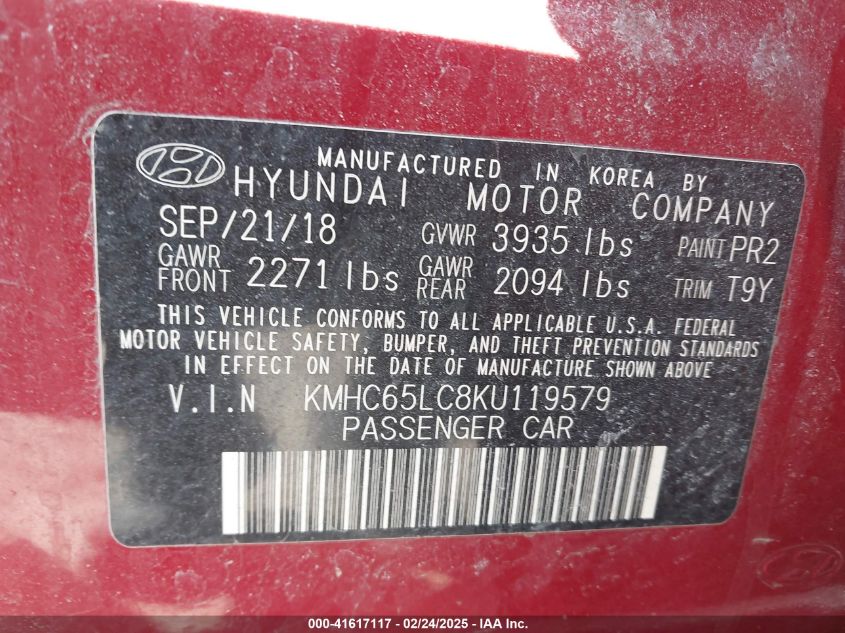 MANUFACTURED IN KOREA BY
HYUNDAI MOTOR COMPANY
SEP/21/18 GVWR 3935 lbs PAINT PR2
GAWR FRONT 2271 lbs GAWR REAR 2094 lbs TRIM T9Y
THIS VEHICLE CONFORMS TO ALL APPLICABLE U.S.A. FEDERAL
MOTOR VEHICLE SAFETY, BUMPER, AND THEFT PREVENTION STANDARDS
IN EFFECT ON THE DATE OF MANUFACTURE SHOWN ABOVE
V.I.N KMHC65LC8KU119579
PASSENGER CAR
000-41617117 - 02/24/2025 - IAA Inc.